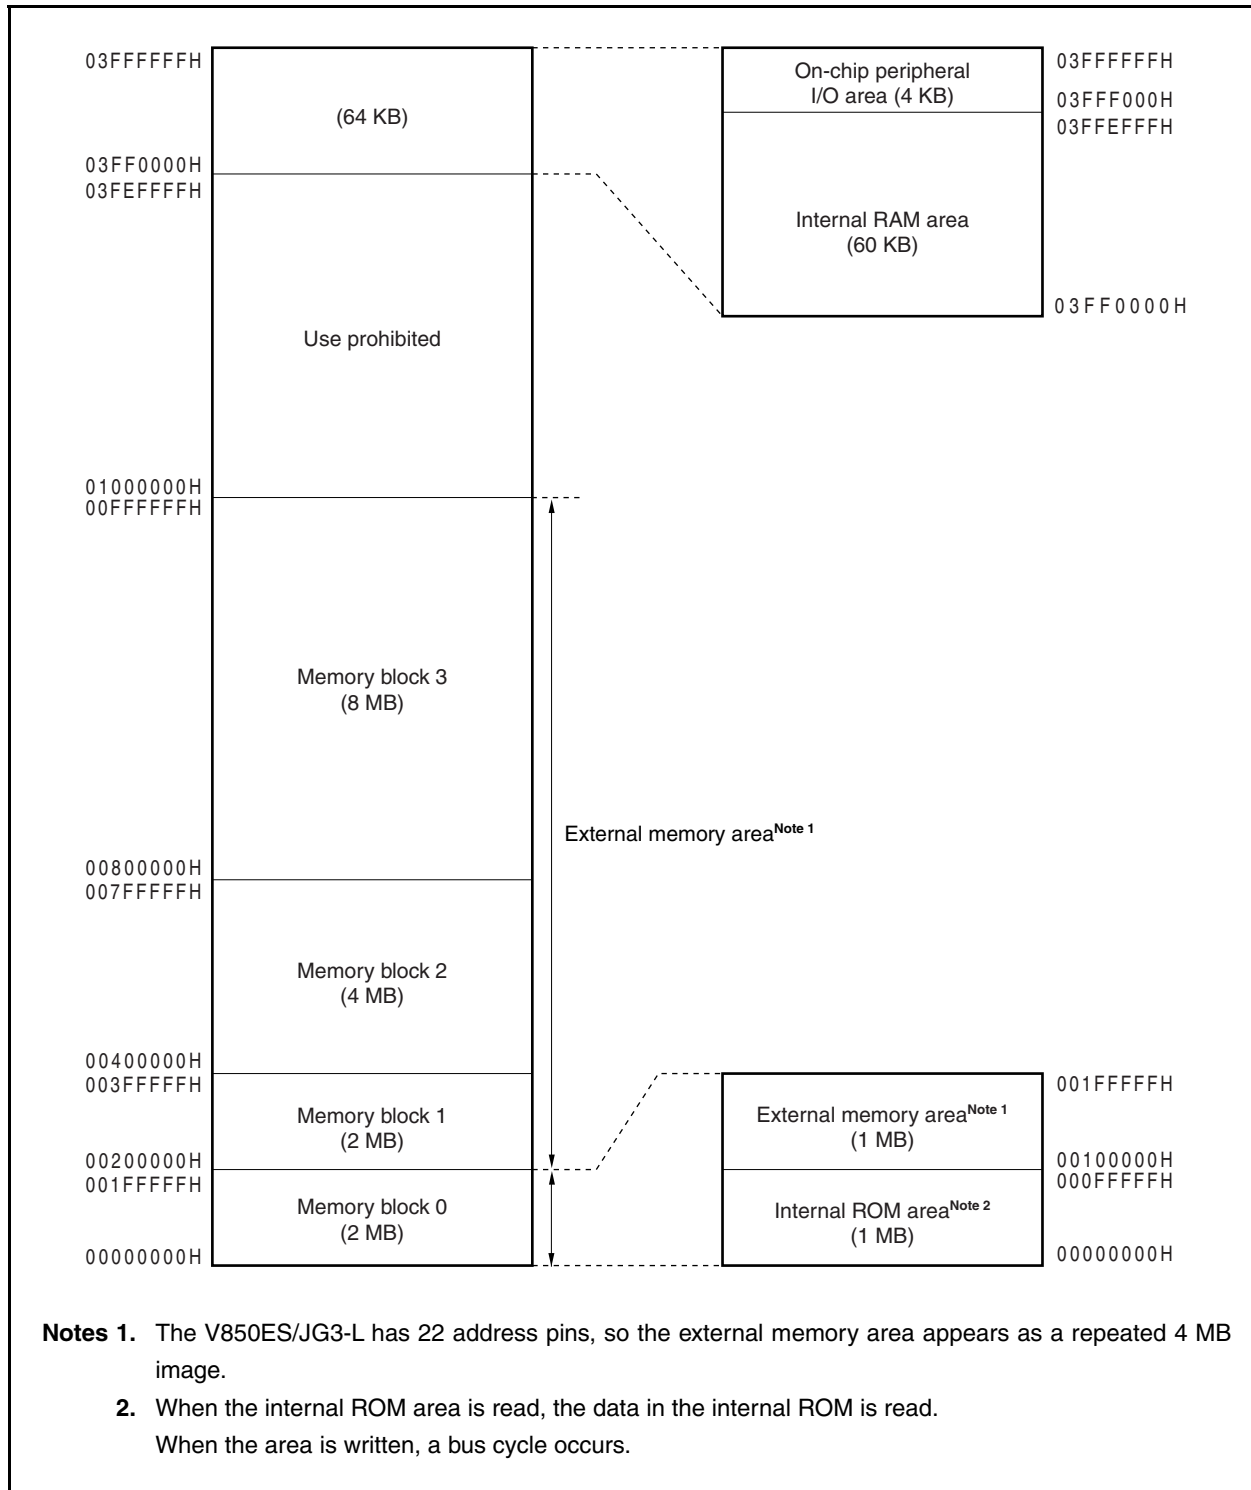 03FFFFFFH
(64 KB)
03FF0000H
03FEFFFFH
Use prohibited
01000000H
00FFFFFFH
Memory block 3
(8 MB)
External memory areaNote 1
00800000H
007FFFFFH
Memory block 2
(4 MB)
00400000H
003FFFFFH
Memory block 1
(2 MB)
00200000H
001FFFFFH
Memory block 0
(2 MB)
00000000H
On-chip peripheral
I/O area (4 KB)
03FFFFFFH
03FFF000H
03FFEFFFH
Internal RAM area
(60 KB)
03FF0000H
001FFFFFH
External memory areaNote 1
(1 MB)
00100000H
000FFFFFH
Internal ROM areaNote 2
(1 MB)
00000000H
Notes 1. The V850ES/JG3-L has 22 address pins, so the external memory area appears as a repeated 4 MB
image.
2. When the internal ROM area is read, the data in the internal ROM is read.
When the area is written, a bus cycle occurs.